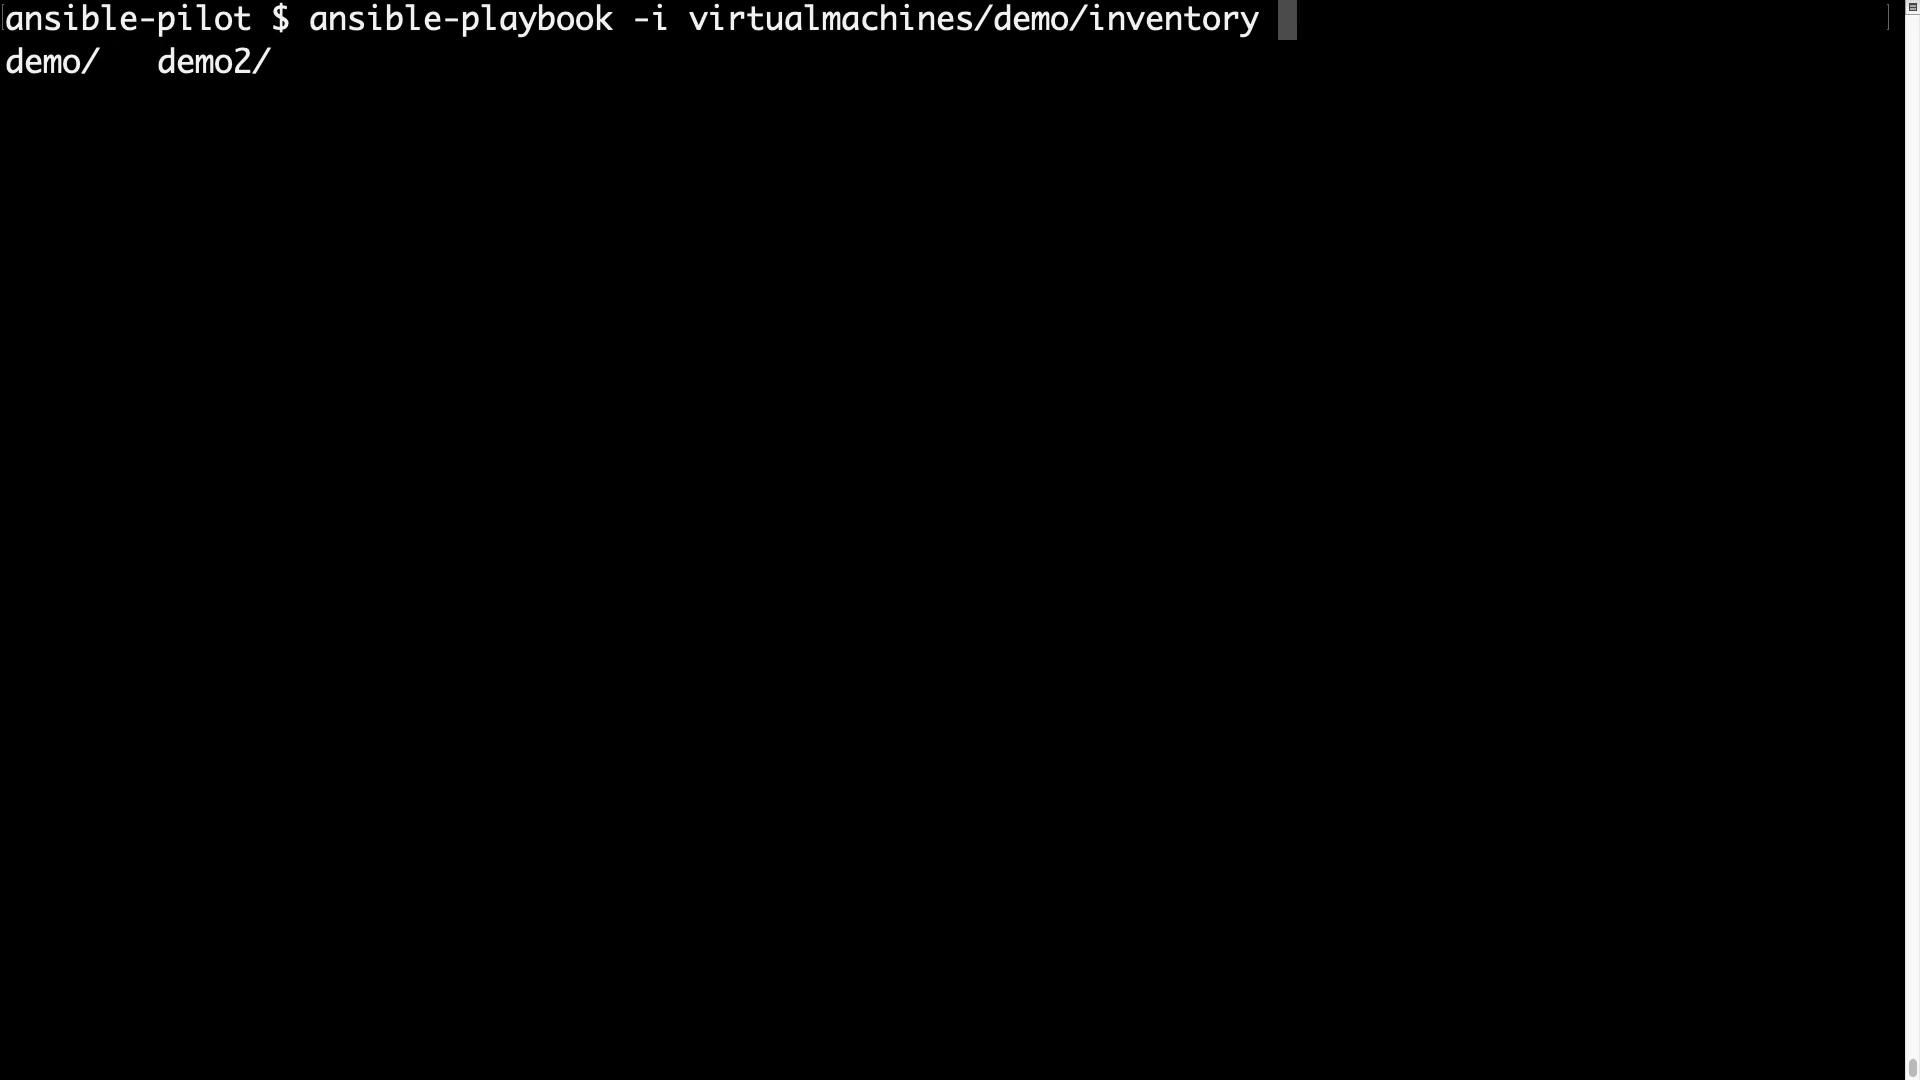 ansible-pilot $ ansible-playbook -i virtualmachines/demo/inventory
demo/   demo2/